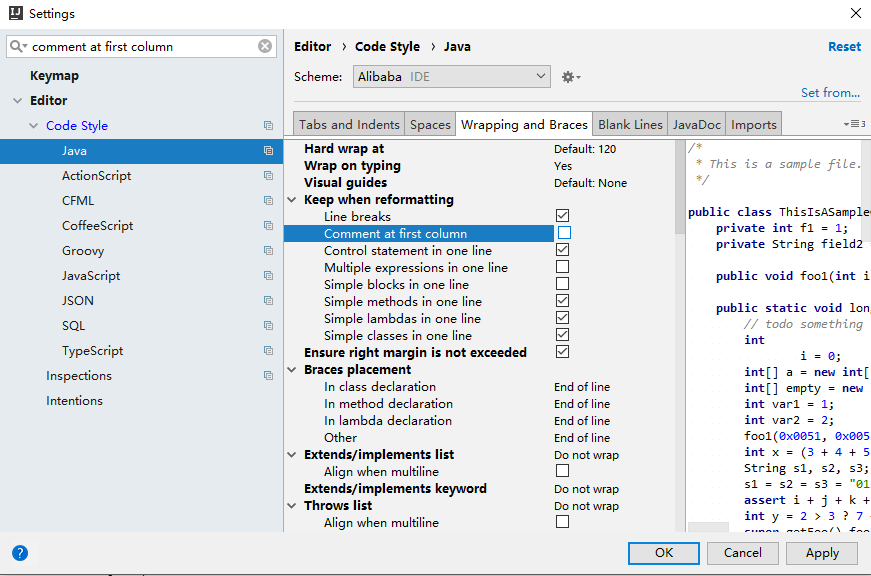 Settings
comment at first column
Keymap
Editor
Code Style
Java
ActionScript
CFML
CoffeeScript
Groovy
JavaScript
JSON
SQL
TypeScript
Inspections
Intentions
Editor › Code Style › Java
Reset
Scheme: Alibaba IDE
Set from...
Tabs and Indents Spaces Wrapping and Braces Blank Lines JavaDoc Imports
3
Hard wrap at Default: 120
Wrap on typing Yes
Visual guides Default: None
Keep when reformatting
Line breaks
Comment at first column
Control statement in one line
Multiple expressions in one line
Simple blocks in one line
Simple methods in one line
Simple lambdas in one line
Simple classes in one line
Ensure right margin is not exceeded
Braces placement
In class declaration End of line
In method declaration End of line
In lambda declaration End of line
Other End of line
Extends/implements list Do not wrap
Align when multiline
Extends/implements keyword Do not wrap
Throws list Do not wrap
Align when multiline
/*
* This is a sample file.
*/
public class ThisIsASample
private int f1 = 1;
private String field2
public void foo1(int i
public static void lon
// todo something
int
i = 0;
int[] a = new int[
int[] empty = new
int var1 = 1;
int var2 = 2;
foo1(0x0051, 0x005
int x = (3 + 4 + 5
String s1, s2, s3;
s1 = s2 = s3 = "01
assert i + j + k +
int y = 2 > 3 ? 7
super.getFoo().foo
?
OK
Cancel
Apply